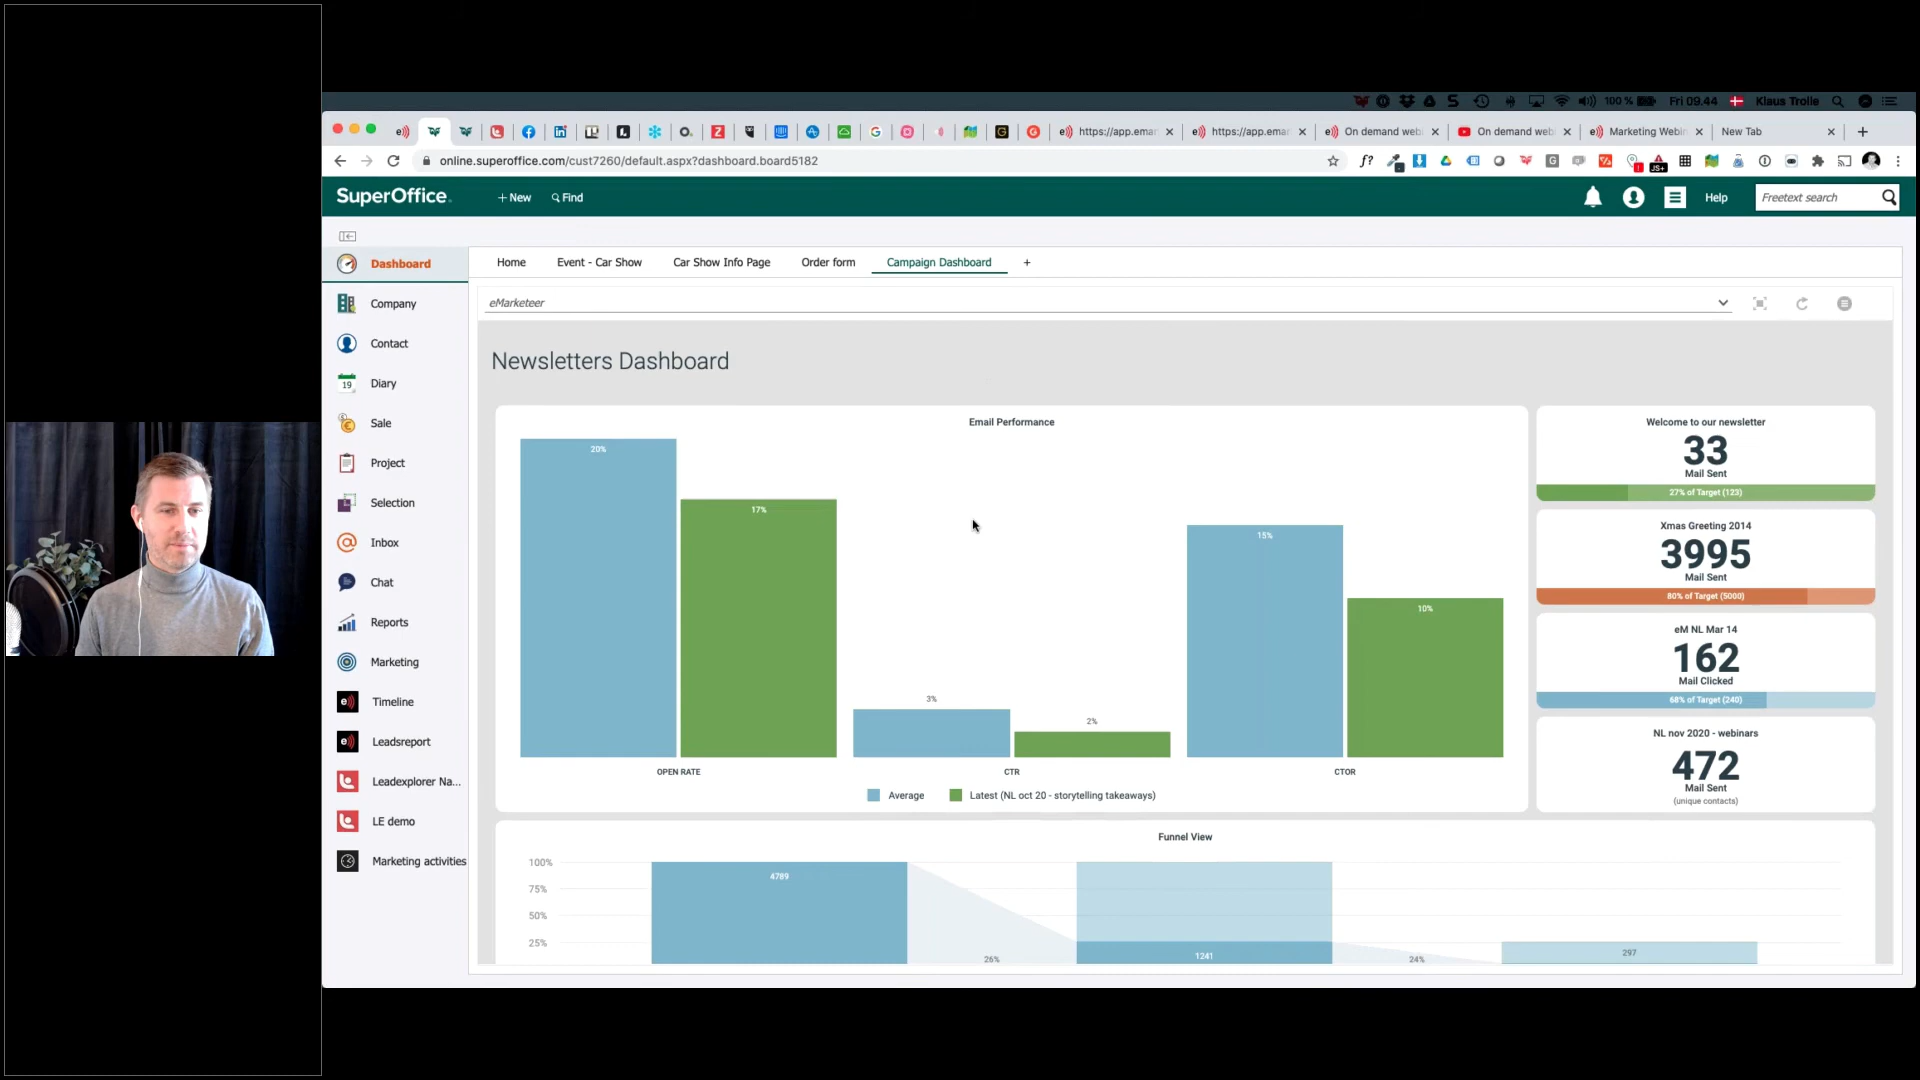 100 %
Fri 09.44
Klaus Trolle
https://app.emar
https://app.emar
On demand web
On demand web
Marketing Webin
New Tab
online.superoffice.com/cust7260/default.aspx?dashboard.board5182
SuperOffice
+ New
Find
Help
Freetext search
Dashboard
Company
Contact
19
Diary
Sale
Project
Selection
Inbox
Chat
Reports
Marketing
Timeline
Leadsreport
Leadexplorer Na...
LE demo
Marketing activities
Home
Event - Car Show
Car Show Info Page
Order form
Campaign Dashboard
+
eMarketeer
Newsletters Dashboard
Email Performance
20%
17%
3%
2%
15%
10%
OPEN RATE
CTR
CTOR
Average
Latest (NL oct 20 - storytelling takeaways)
Welcome to our newsletter
33
Mail Sent
27% of Target (123)
Xmas Greeting 2014
3995
Mail Sent
80% of Target (5000)
eM NL Mar 14
162
Mail Clicked
68% of Target (240)
NL nov 2020 - webinars
472
Mail Sent
(unique contacts)
Funnel View
100%
75%
50%
25%
4789
26%
1241
24%
297